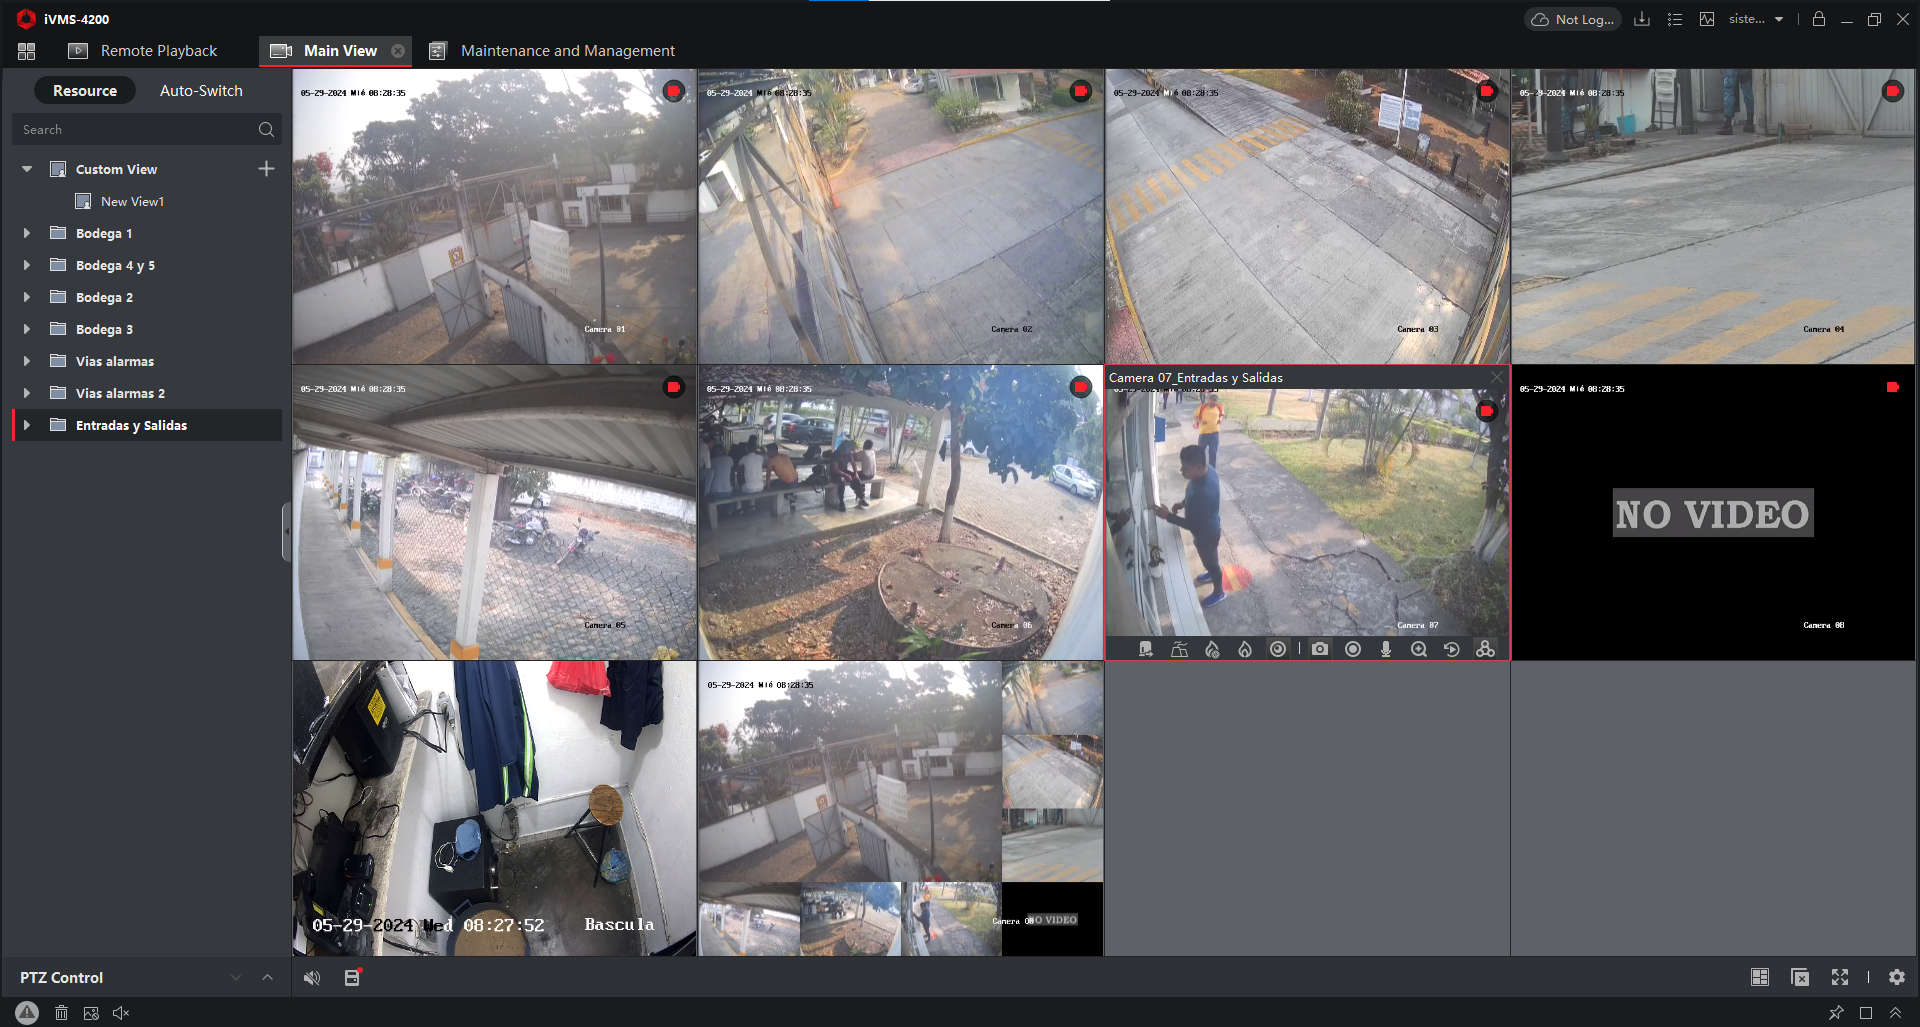 iVMS-4200
Not Log...
siste...
Remote Playback
Main View
Maintenance and Management
Resource
Auto-Switch
Search
Custom View
New View1
Bodega 1
Bodega 4 y 5
Bodega 2
Bodega 3
Vias alarmas
Vias alarmas 2
Entradas y Salidas
05-29-2024 Mié 08:28:35
Camera 01
05-29-2024 Mié 08:28:35
Camera 02
05-29-2024 Mié 08:28:35
Camera 03
05-29-2024 Mié 08:28:35
Camera 04
05-29-2024 Mié 08:28:35
Camera 05
05-29-2024 Mié 08:28:35
Camera 06
Camera 07_Entradas y Salidas
Camera 07
05-29-2024 Mié 08:28:35
NO VIDEO
Camera 08
05-29-2024 Wed 08:27:52
Bascula
05-29-2024 Mié 08:28:35
Camera 08
NO VIDEO
PTZ Control